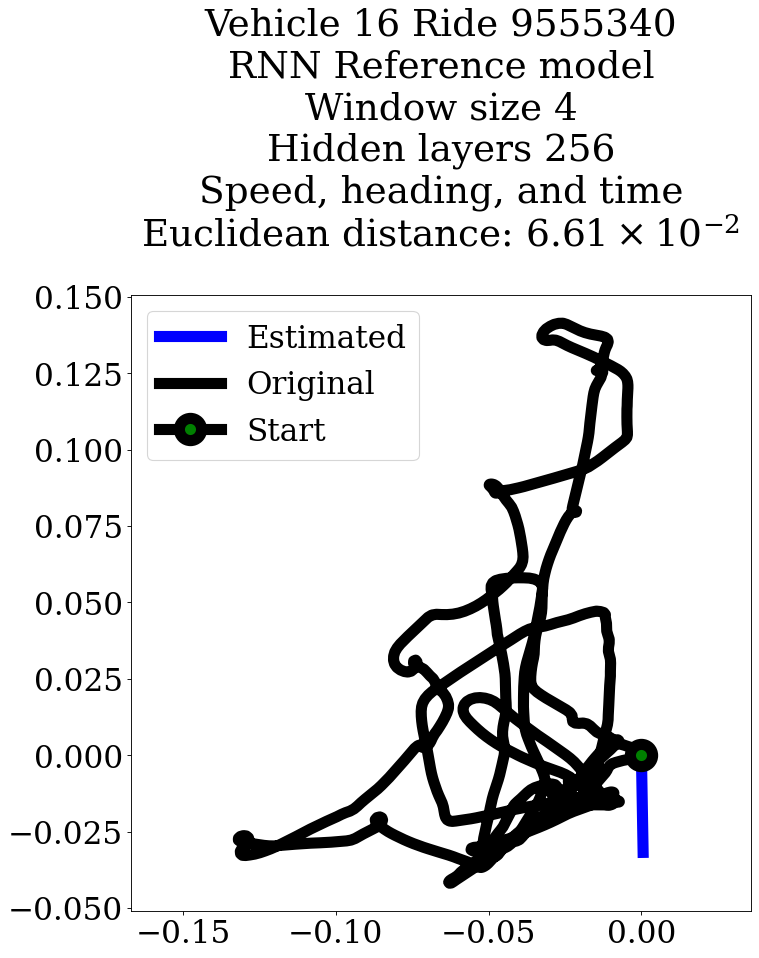 Vehicle 16 Ride 9555340
RNN Reference model
Window size 4
Hidden layers 256
Speed, heading, and time
Euclidean distance: 6.61 × 10⁻²
Estimated
Original
Start
0.150
0.125
0.100
0.075
0.050
0.025
0.000
−0.025
−0.050
−0.15
−0.10
−0.05
0.00